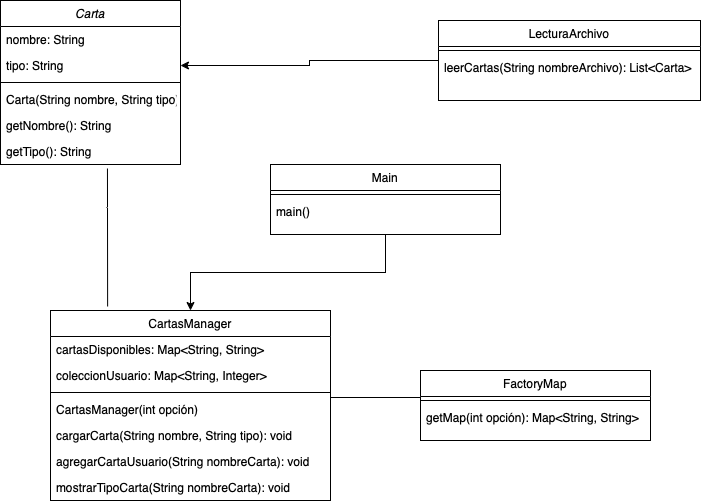 Carta
nombre: String
tipo: String
Carta(String nombre, String tipo)
getNombre(): String
getTipo(): String
LecturaArchivo
leerCartas(String nombreArchivo): List<Carta>
Main
main()
CartasManager
cartasDisponibles: Map<String, String>
coleccionUsuario: Map<String, Integer>
CartasManager(int opción)
cargarCarta(String nombre, String tipo): void
agregarCartaUsuario(String nombreCarta): void
mostrarTipoCarta(String nombreCarta): void
FactoryMap
getMap(int opción): Map<String, String>